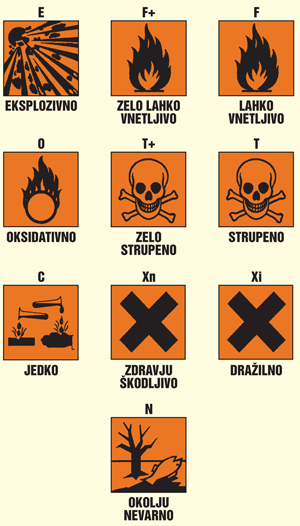 E
EKSPLOZIVNO
F+
ZELO LAHKO
VNETLJIVO
F
LAHKO
VNETLJIVO
O
OKSIDATIVNO
T+
ZELO
STRUPENO
T
STRUPENO
C
JEDKO
Xn
ZDRAVJU
ŠKODLJIVO
Xi
DRAŽILNO
N
OKOLJU
NEVARNO